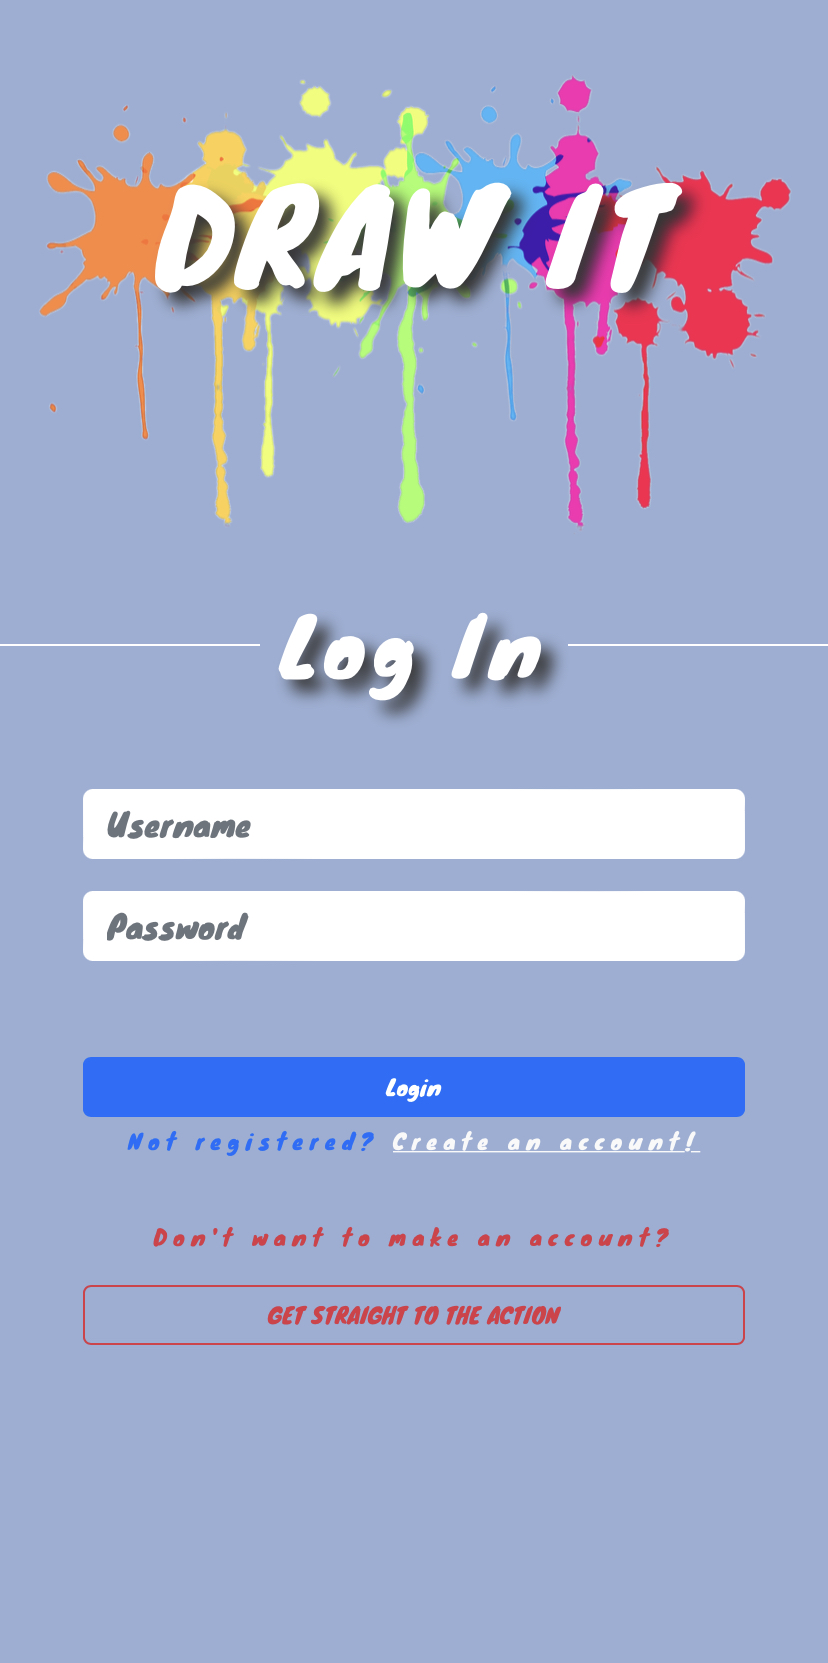 DRAW IT
Log In
Username
Password
Login
Not registered? Create an account!
Don't want to make an account?
GET STRAIGHT TO THE ACTION